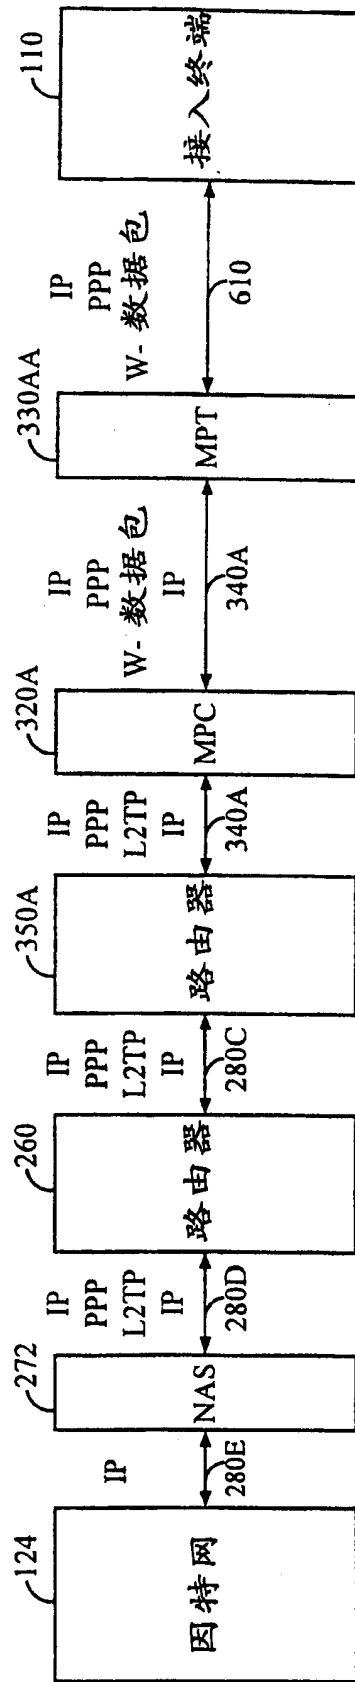 124
272
260
350A
320A
330AA
110
IP
IP
PPP
L2TP
IP
IP
PPP
L2TP
IP
IP
PPP
L2TP
IP
IP
PPP
W- 数据包
IP
IP
PPP
W- 数据包
因特网
NAS
路由器
路由器
MPC
MPT
接入终端
280E
280D
280C
340A
340A
610